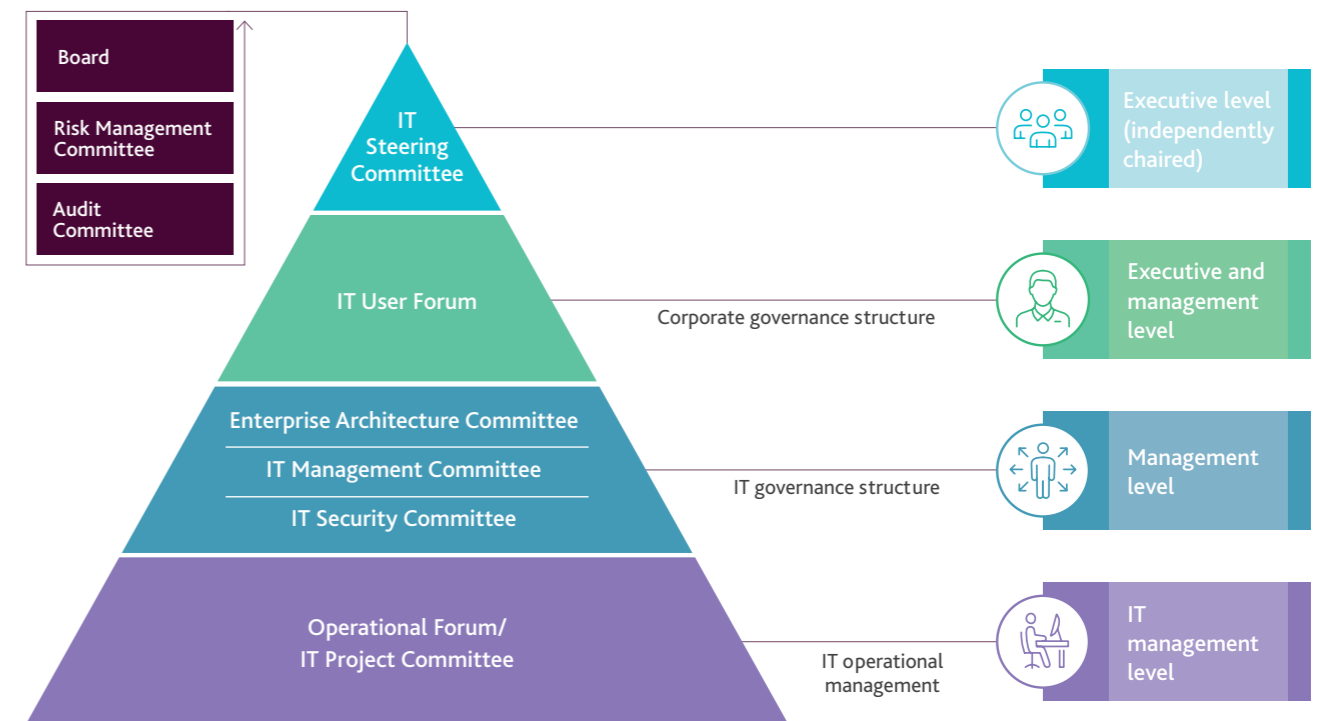 Board
Risk Management
Committee
Audit
Committee
IT
Steering
Committee
Executive level
(independently
chaired)
IT User Forum
Corporate governance structure
Executive and
management
level
Enterprise Architecture Committee
IT Management Committee
IT Security Committee
IT governance structure
Management
level
Operational Forum/
IT Project Committee
IT operational
management
IT
management
level